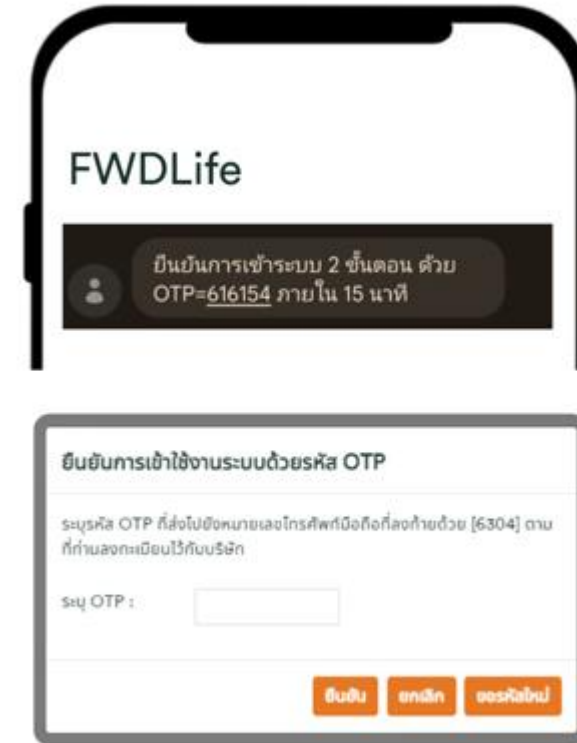 FWDLife
ยืนยันการเข้าระบบ 2 ขั้นตอน ด้วย
OTP=616154 ภายใน 15 นาที
ยืนยันการเข้าใช้งานระบบด้วยรหัส OTP
ระบุรหัส OTP ที่ส่งไปยังหมายเลขโทรศัพท์มือถือที่ลงท้ายด้วย [6304] ตาม
ที่ท่านลงทะเบียนไว้กับบริษัท
ระบุ OTP :
ยืนยัน ยกเลิก ขอรหัสใหม่